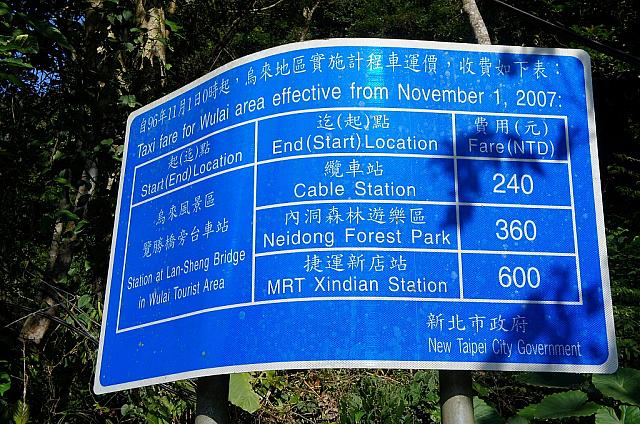 自96年11月1日0時起，烏來地區實施計程車運價，收費如下表：
Taxi fare for Wulai area effective from November 1, 2007:
起(迄)點
Start(End)Location
迄(起)點
End(Start)Location
費用(元)
Fare(NTD)
烏來風景區
覽勝橋旁台車站
Station at Lan-Sheng Bridge
in Wulai Tourist Area
纜車站
Cable Station
240
內洞森林遊樂區
Neidong Forest Park
360
捷運新店站
MRT Xindian Station
600
新北市政府
New Taipei City Government